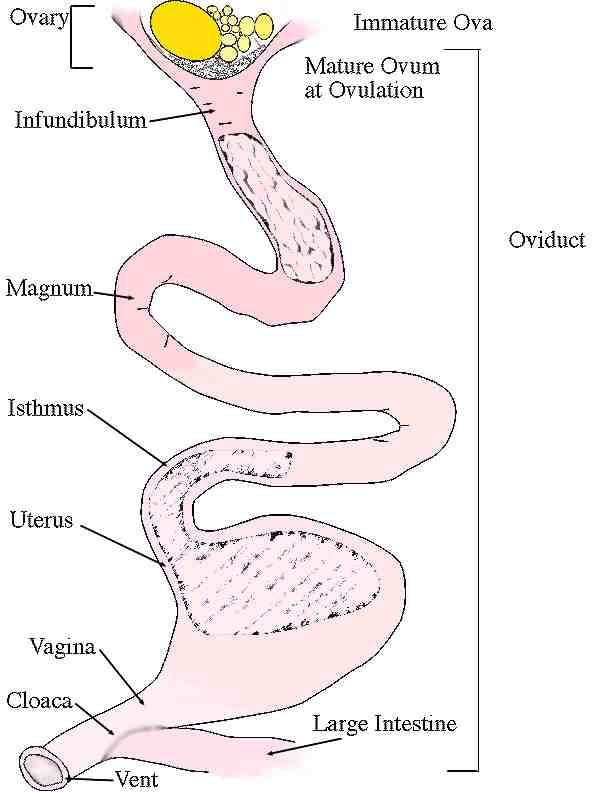 Ovary
Immature Ova
Mature Ovum
at Ovulation
Infundibulum
Oviduct
Magnum
Isthmus
Uterus
Vagina
Cloaca
Large Intestine
Vent